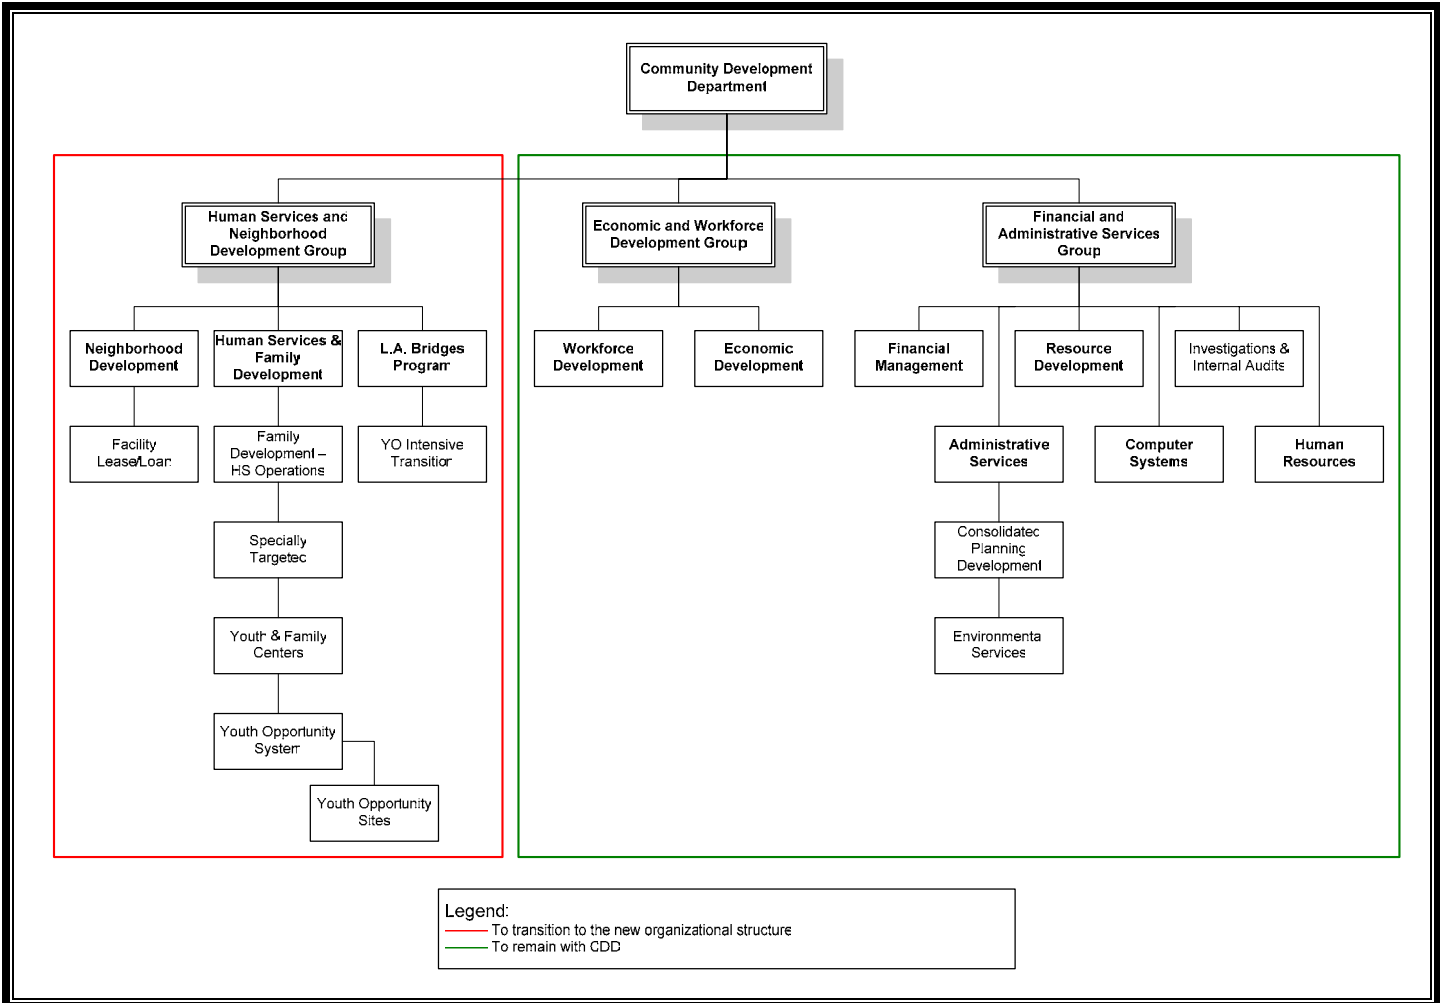 Community Development
Department
Human Services and
Neighborhood
Development Group
Economic and Workforce
Development Group
Financial and
Administrative Services
Group
Neighborhood
Development
Human Services &
Family
Development
L.A. Bridges
Program
Workforce
Development
Economic
Development
Financial
Management
Resource
Development
Investigations &
Internal Audits
Facility
Lease/Loan
Family
Development –
HS Operations
YO Intensive
Transition
Administrative
Services
Computer
Systems
Human
Resources
Specially
Targeted
Consolidated
Planning
Development
Youth & Family
Centers
Environmental
Services
Youth Opportunity
System
Youth Opportunity
Sites
Legend:
To transition to the new organizational structure
To remain with CDD